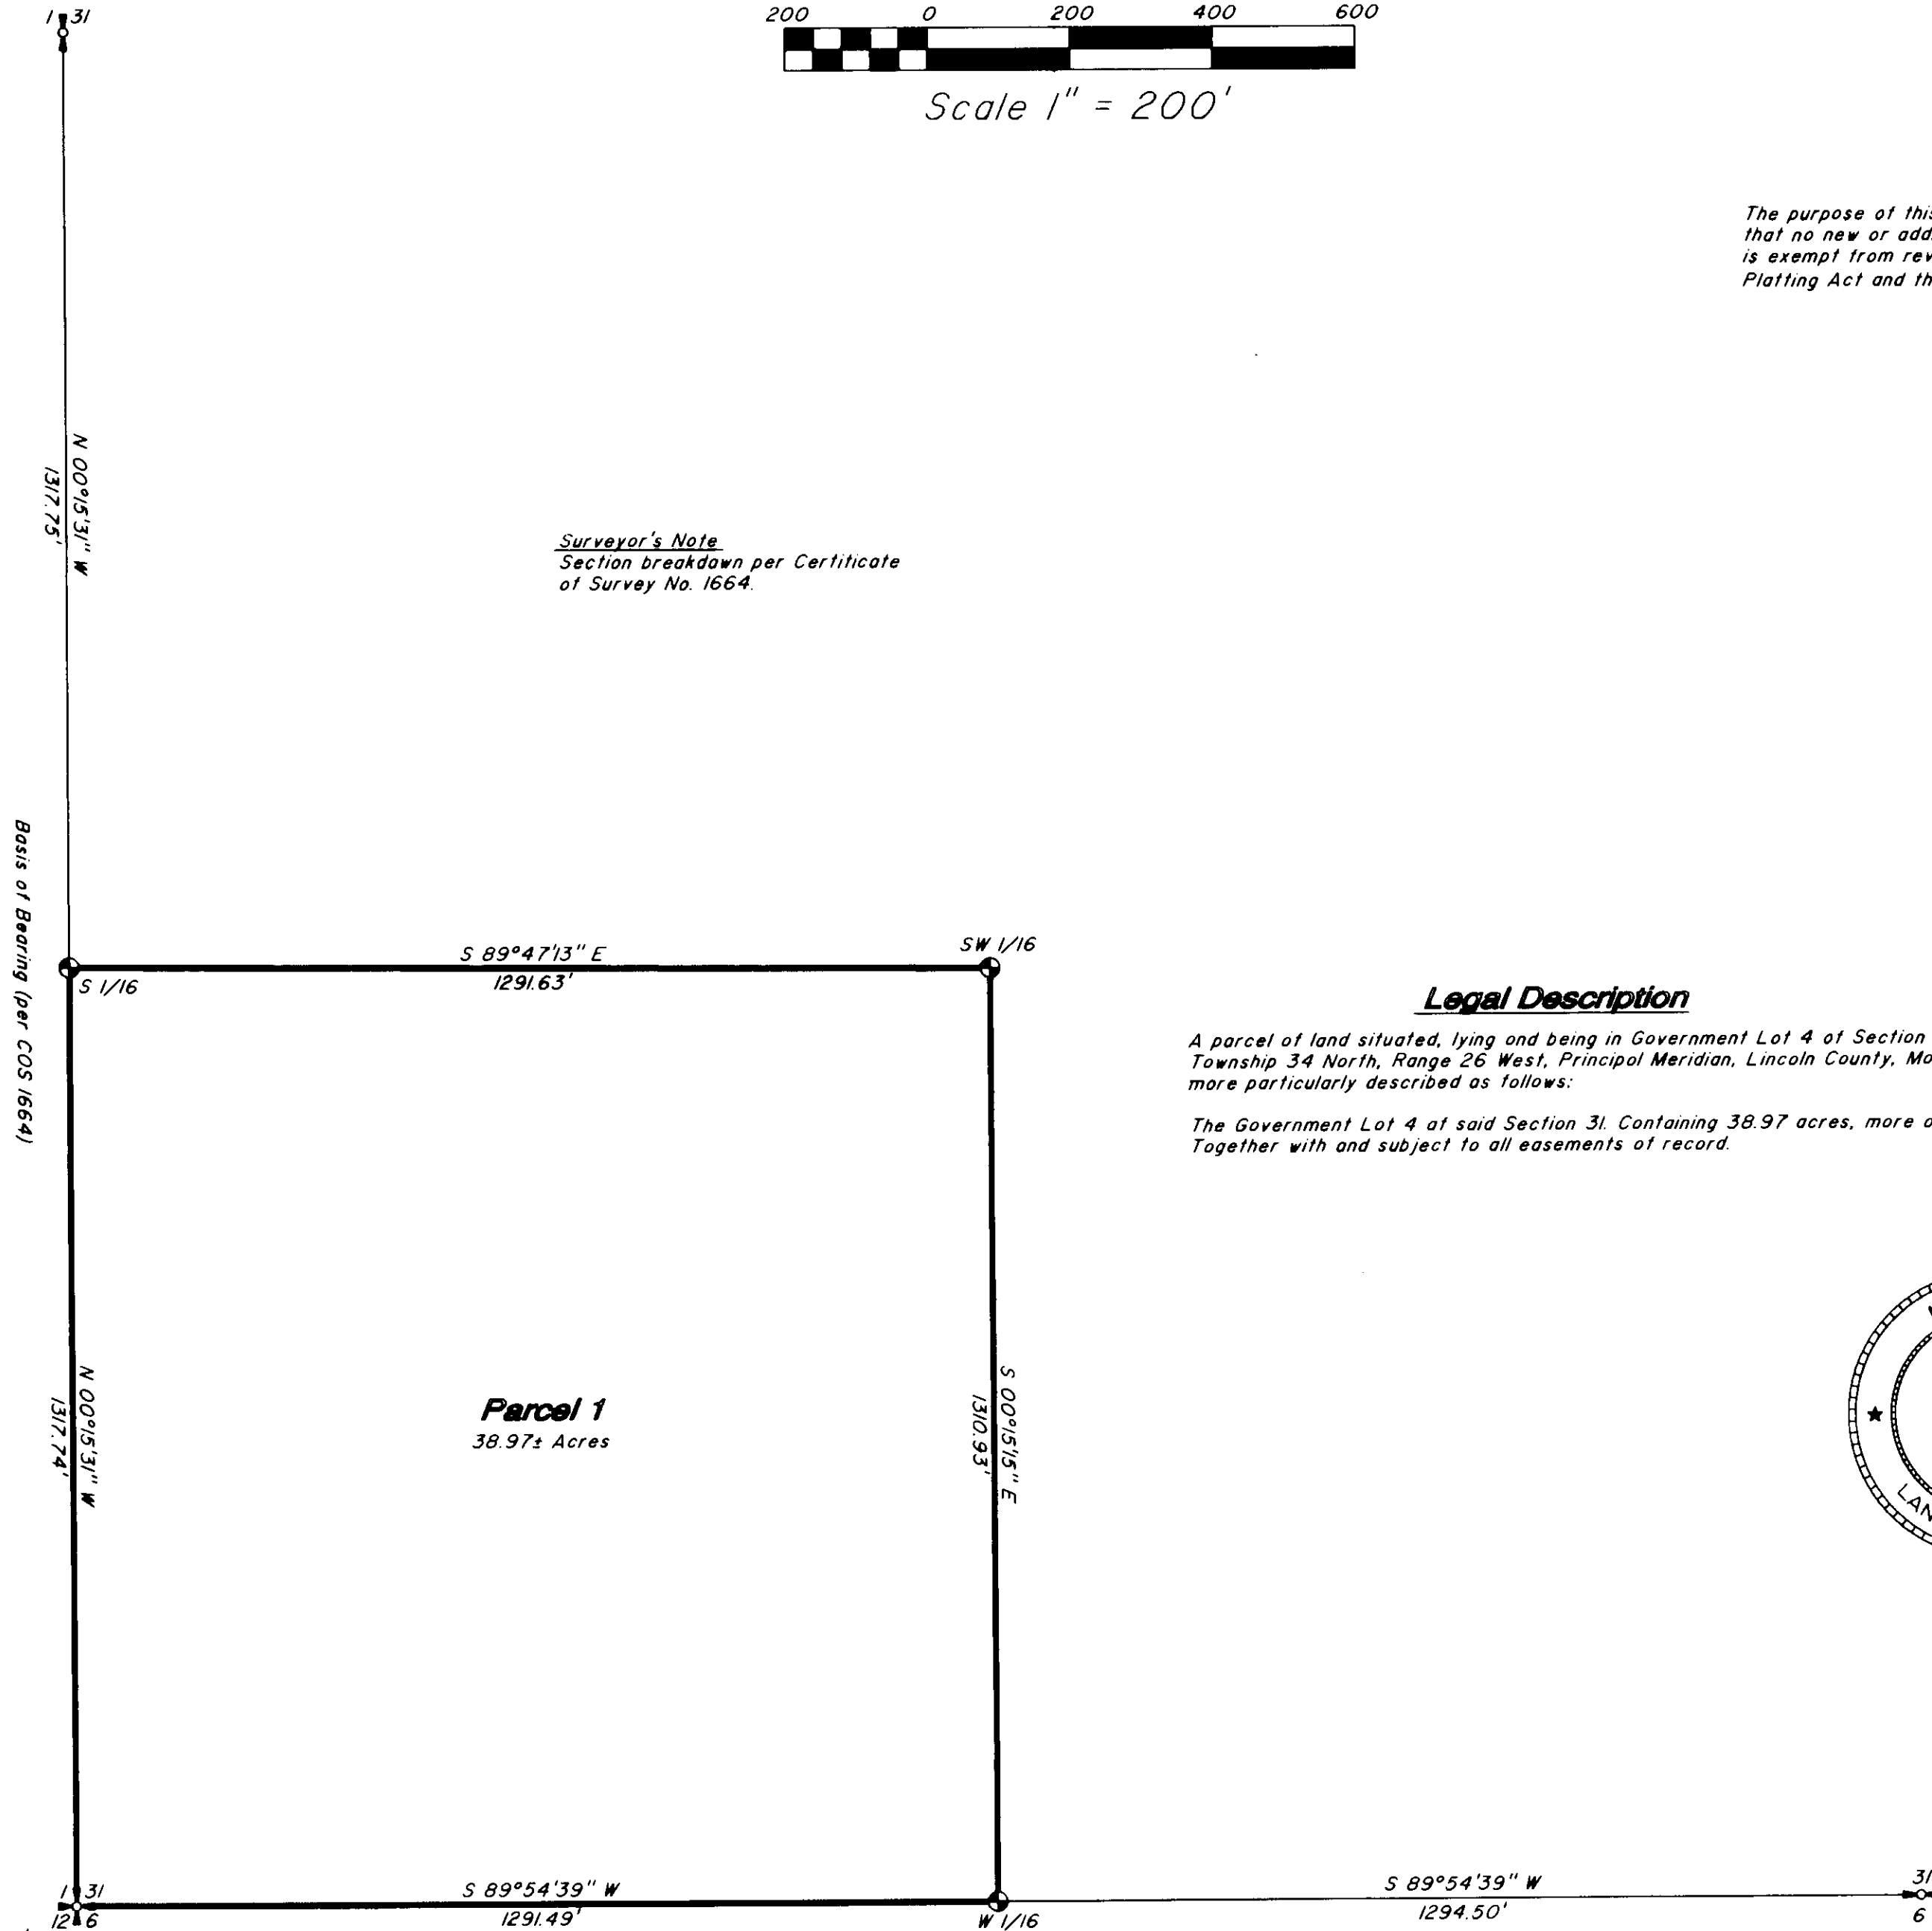 1 31
200 0 200 400 600
Scale 1" = 200'
The purpose of this
that no new or add
is exempt from rev
Platting Act and th
N 00°15'31" W
1317.75'
Surveyor's Note
Section breakdown per Certificate
of Survey No. 1664.
Basis of Bearing (per COS 1664)
S 89°47'13" E
1291.63'
SW 1/16
S 1/16
Legal Description
A parcel of land situated, lying and being in Government Lot 4 of Section
Township 34 North, Range 26 West, Principal Meridian, Lincoln County, Mo
more particularly described as follows:
The Government Lot 4 of said Section 31. Containing 38.97 acres, more o
Together with and subject to all easements of record.
N 00°15'31" W
1317.74'
Parcel 1
38.97± Acres
S 00°15'15" E
1310.93'
LAN
1 31
12 6
S 89°54'39" W
1291.49'
W 1/16
S 89°54'39" W
1294.50'
31
6